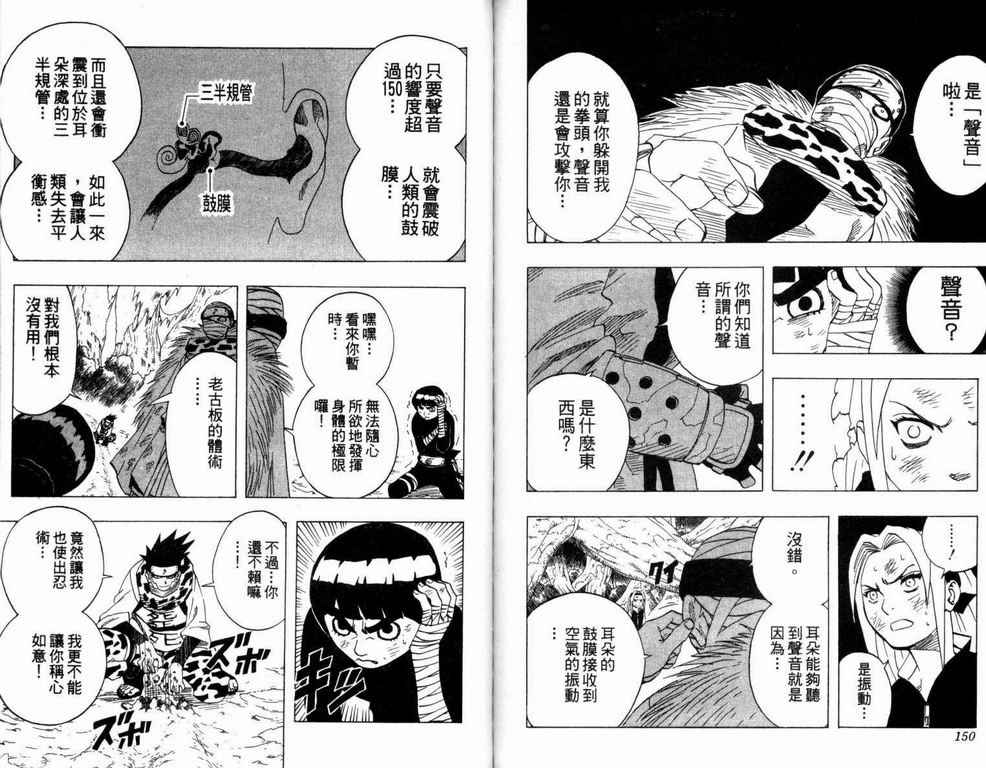 是「聲音」
啦…
就算你躲開我
的拳頭，聲音
還是會攻擊你…
聲音？
你們知道
所謂的聲
音…
是什麼東
西嗎？
…!!
…!!
是振動
…
沒錯。
耳朵能夠聽
到聲音就是
因為…
耳朵的
鼓膜接收到
空氣的振動
…
クイ
150
只要聲音
的響度超
過150…
就會震破
人類的鼓
膜…
三半規管
鼓膜
而且還會衝
震到位於耳
朵深處的三
半規管…
如此一來
，會讓人
類失去平
衡感…
嘿嘿…
看來你暫
時…
無法隨心
所欲地發揮
身體的極限
囉！
老古板的體術
……
對我們根本
沒有用！
キッ
不過…你
還不賴嘛
…！
竟然讓我
也使出忍
術…
我更不能
讓你稱心
如意！
ズボ
ズボ